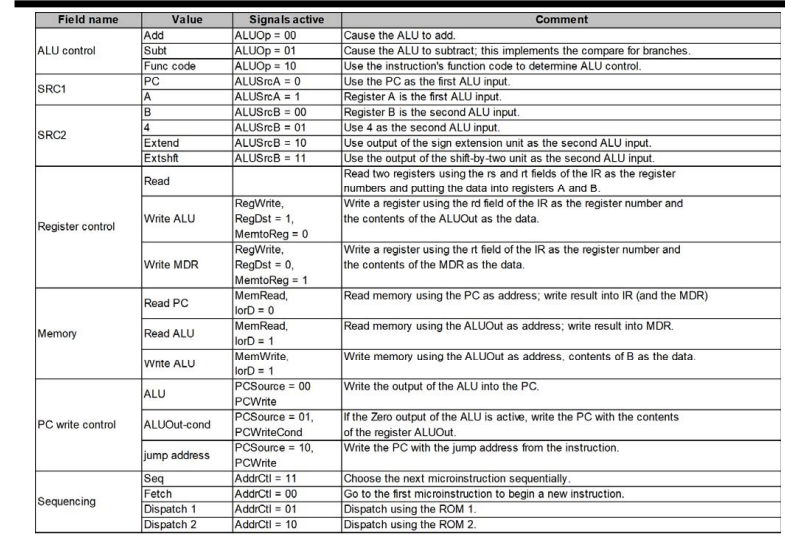 Field name Value Signals active Comment
ALU control Add ALUOp = 00 Cause the ALU to add.
Subt ALUOp = 01 Cause the ALU to subtract; this implements the compare for branches.
Func code ALUOp = 10 Use the instruction's function code to determine ALU control.
SRC1 PC ALUSrcA = 0 Use the PC as the first ALU input.
A ALUSrcA = 1 Register A is the first ALU input.
SRC2 B ALUSrcB = 00 Register B is the second ALU input.
4 ALUSrcB = 01 Use 4 as the second ALU input.
Extend ALUSrcB = 10 Use output of the sign extension unit as the second ALU input.
Extshft ALUSrcB = 11 Use the output of the shift-by-two unit as the second ALU input.
Register control Read Read two registers using the rs and rt fields of the IR as the register
numbers and putting the data into registers A and B.
Write ALU RegWrite, Write a register using the rd field of the IR as the register number and
RegDst = 1, the contents of the ALUOut as the data.
MemtoReg = 0
Write MDR RegWrite, Write a register using the rt field of the IR as the register number and
RegDst = 0, the contents of the MDR as the data.
MemtoReg = 1
Memory Read PC MemRead, Read memory using the PC as address; write result into IR (and the MDR)
IorD = 0
Read ALU MemRead, Read memory using the ALUOut as address; write result into MDR.
IorD = 1
Write ALU MemWrite, Write memory using the ALUOut as address, contents of B as the data.
IorD = 1
PC write control ALU PCSource = 00 Write the output of the ALU into the PC.
PCWrite
ALUOut-cond PCSource = 01, If the Zero output of the ALU is active, write the PC with the contents
PCWriteCond of the register ALUOut.
jump address PCSource = 10, Write the PC with the jump address from the instruction.
PCWrite
Sequencing Seq AddrCtl = 11 Choose the next microinstruction sequentially.
Fetch AddrCtl = 00 Go to the first microinstruction to begin a new instruction.
Dispatch 1 AddrCtl = 01 Dispatch using the ROM 1.
Dispatch 2 AddrCtl = 10 Dispatch using the ROM 2.